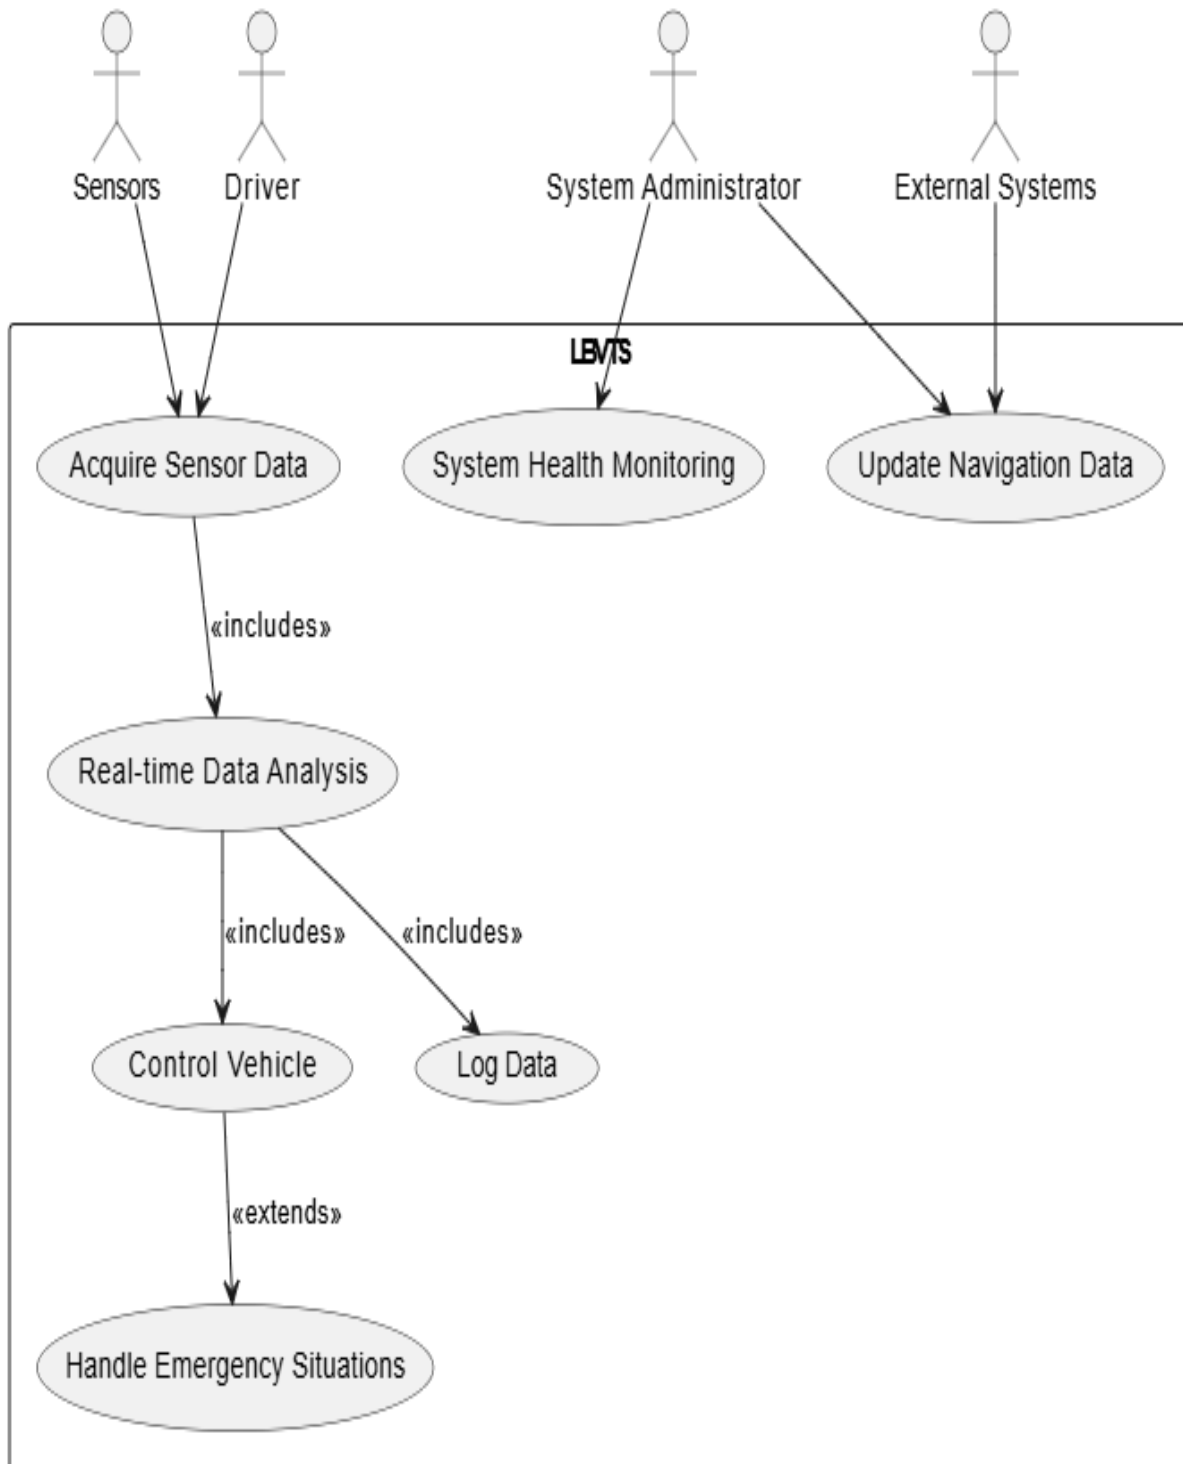 Sensors
Driver
System Administrator
External Systems
LBVTS
Acquire Sensor Data
System Health Monitoring
Update Navigation Data
«includes»
Real-time Data Analysis
«includes»
«includes»
Control Vehicle
Log Data
«extends»
Handle Emergency Situations